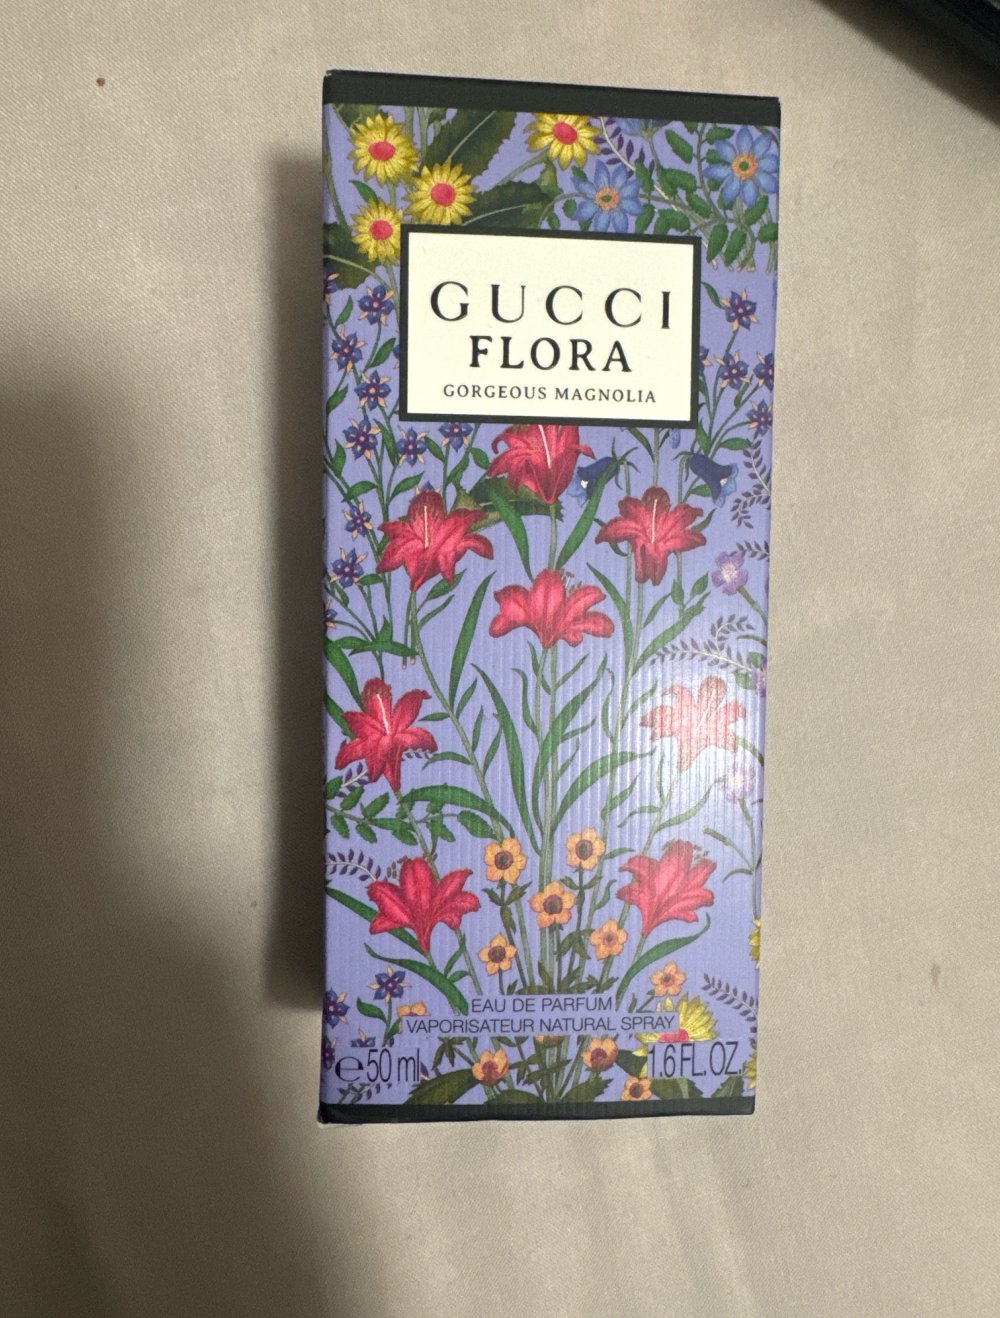 GUCCI
FLORA
GORGEOUS MAGNOLIA
EAU DE PARFUM
VAPORISATEUR NATURAL SPRAY
℮50 ml
1.6 FL. OZ.